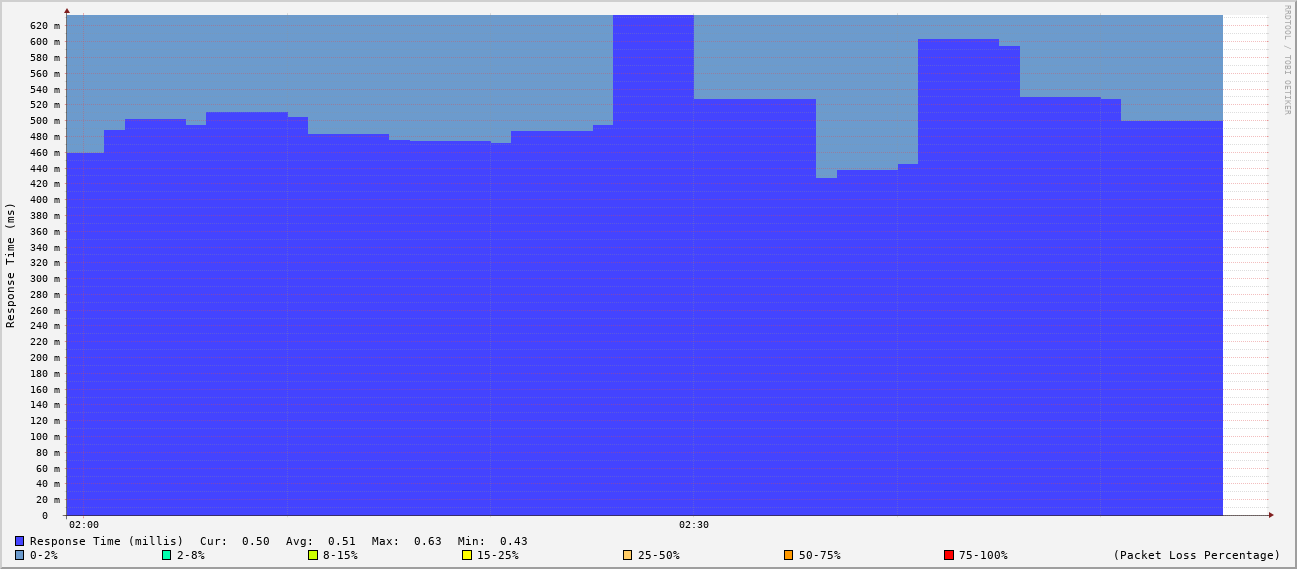 RRDTOOL / TOBI OETIKER
Response Time (ms)
620 m
600 m
580 m
560 m
540 m
520 m
500 m
480 m
460 m
440 m
420 m
400 m
380 m
360 m
340 m
320 m
300 m
280 m
260 m
240 m
220 m
200 m
180 m
160 m
140 m
120 m
100 m
80 m
60 m
40 m
20 m
0
02:00 02:30
Response Time (millis) Cur: 0.50 Avg: 0.51 Max: 0.63 Min: 0.43
0-2% 2-8% 8-15% 15-25% 25-50% 50-75% 75-100% (Packet Loss Percentage)